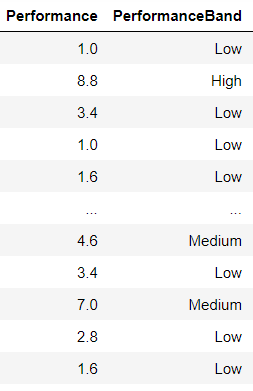 Performance PerformanceBand
1.0 Low
8.8 High
3.4 Low
1.0 Low
1.6 Low
... ...
4.6 Medium
3.4 Low
7.0 Medium
2.8 Low
1.6 Low